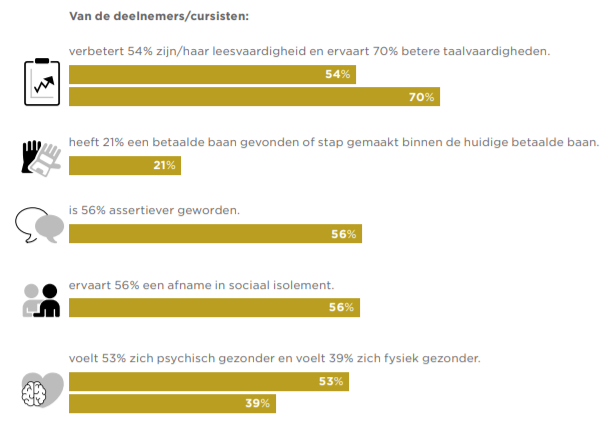 Van de deelnemers/cursisten:
verbetert 54% zijn/haar leesvaardigheid en ervaart 70% betere taalvaardigheden.
54%
70%
heeft 21% een betaalde baan gevonden of stap gemaakt binnen de huidige betaalde baan.
21%
is 56% assertiever geworden.
56%
ervaart 56% een afname in sociaal isolement.
56%
voelt 53% zich psychisch gezonder en voelt 39% zich fysiek gezonder.
53%
39%